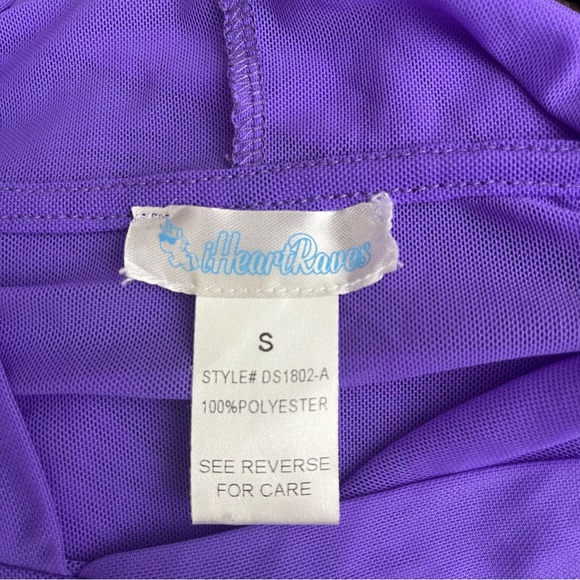 iHeartRaves
S
STYLE# DS1802-A
100%POLYESTER
SEE REVERSE
FOR CARE